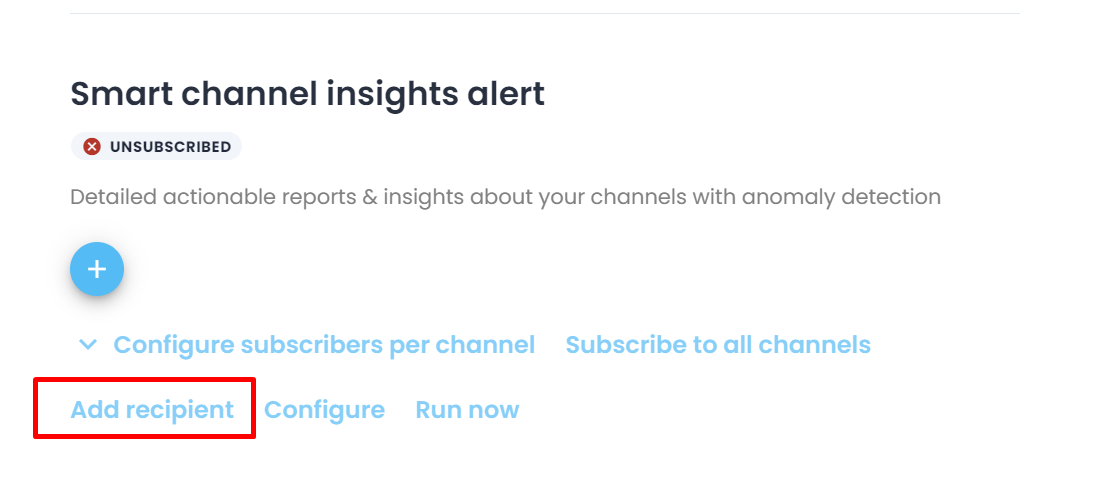 Smart channel insights alert
UNSUBSCRIBED
Detailed actionable reports & insights about your channels with anomaly detection
Configure subscribers per channel Subscribe to all channels
Add recipient Configure Run now